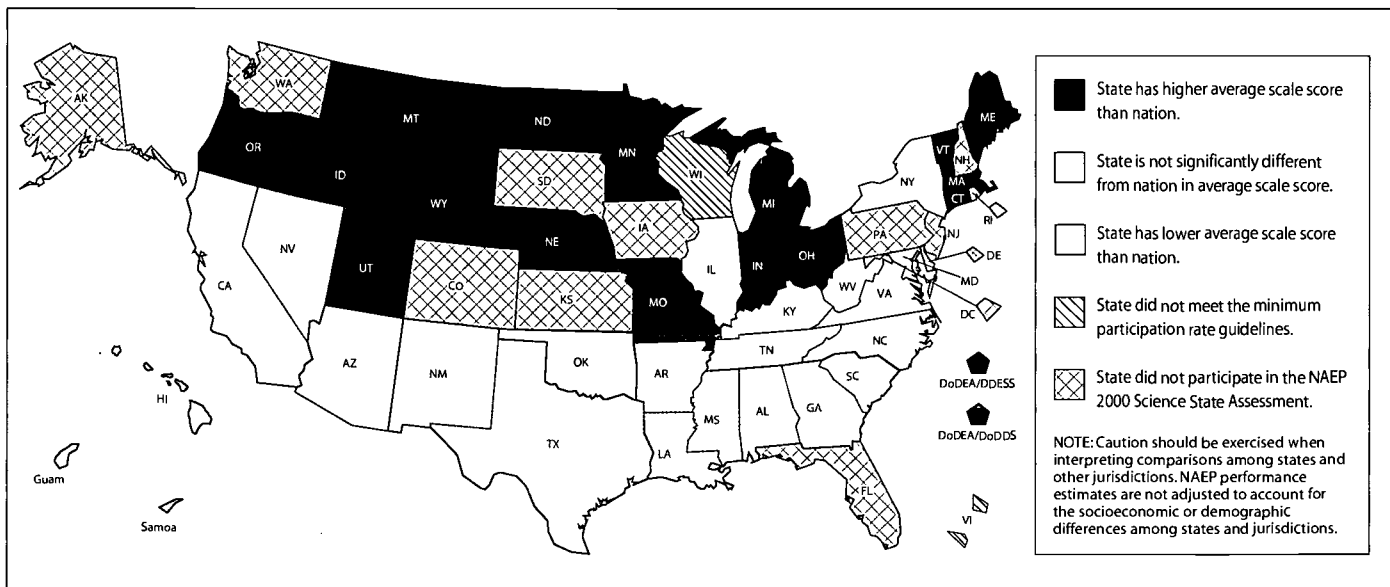 AK
WA
MT
ND
ME
OR
MN
VT
NH
ID
SD
WI
NY
MA
WY
MI
CT
RI
IA
PA
NJ
NE
NV
OH
DE
UT
IL
IN
MD
CA
CO
KS
MO
WV
VA
KY
DC
NC
TN
AZ
NM
OK
AR
SC
DoDEA/DDESS
HI
MS
AL
GA
DoDEA/DoDDS
TX
LA
Guam
FL
VI
Samoa
State has higher average scale score
than nation.
State is not significantly different
from nation in average scale score.
State has lower average scale score
than nation.
State did not meet the minimum
participation rate guidelines.
State did not participate in the NAEP
2000 Science State Assessment.
NOTE: Caution should be exercised when
interpreting comparisons among states and
other jurisdictions. NAEP performance
estimates are not adjusted to account for
the socioeconomic or demographic
differences among states and jurisdictions.